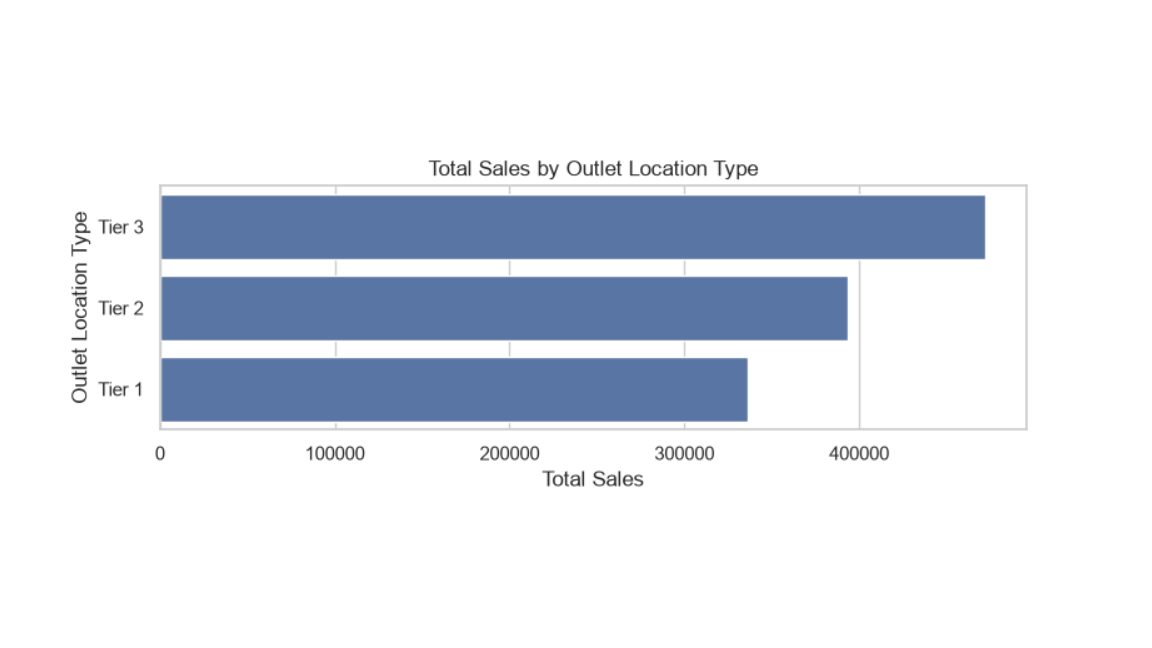 Total Sales by Outlet Location Type
Outlet Location Type
Tier 3
Tier 2
Tier 1
0 100000 200000 300000 400000
Total Sales